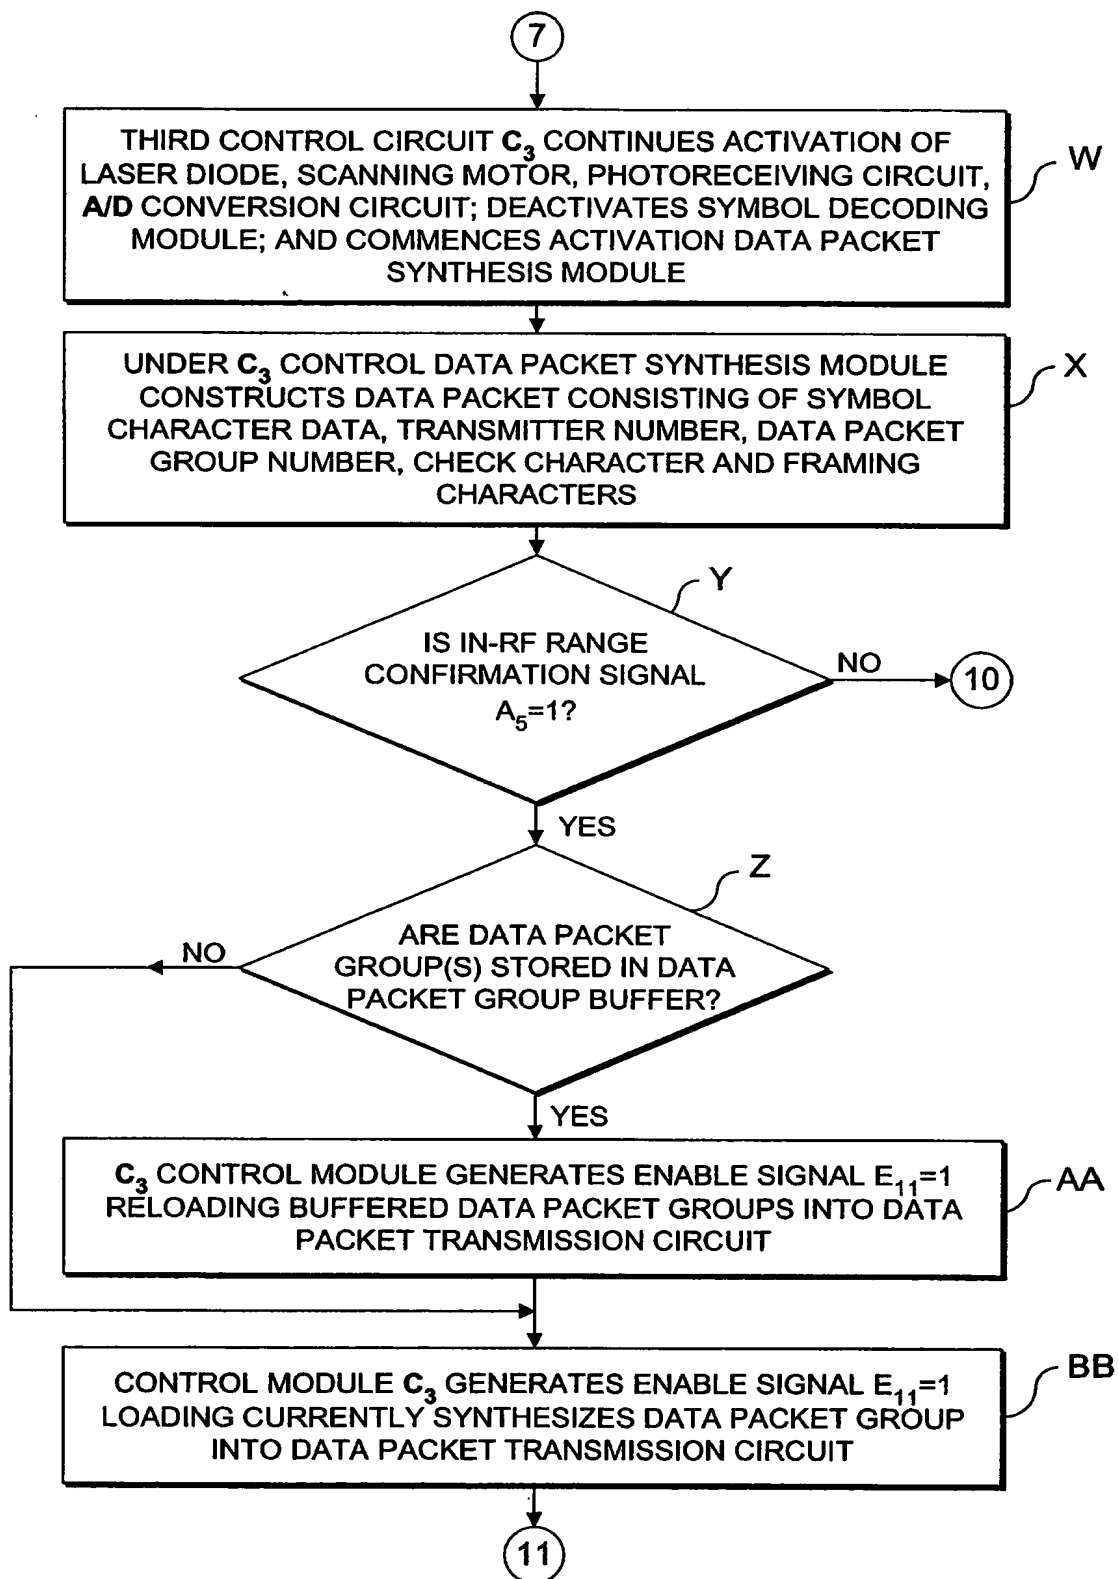 7
THIRD CONTROL CIRCUIT C3 CONTINUES ACTIVATION OF
LASER DIODE, SCANNING MOTOR, PHOTORECEIVING CIRCUIT,
A/D CONVERSION CIRCUIT; DEACTIVATES SYMBOL DECODING
MODULE; AND COMMENCES ACTIVATION DATA PACKET
SYNTHESIS MODULE
W
UNDER C3 CONTROL DATA PACKET SYNTHESIS MODULE
CONSTRUCTS DATA PACKET CONSISTING OF SYMBOL
CHARACTER DATA, TRANSMITTER NUMBER, DATA PACKET
GROUP NUMBER, CHECK CHARACTER AND FRAMING
CHARACTERS
X
IS IN-RF RANGE
CONFIRMATION SIGNAL
A5=1?
Y
NO
10
YES
ARE DATA PACKET
GROUP(S) STORED IN DATA
PACKET GROUP BUFFER?
Z
NO
YES
C3 CONTROL MODULE GENERATES ENABLE SIGNAL E11=1
RELOADING BUFFERED DATA PACKET GROUPS INTO DATA
PACKET TRANSMISSION CIRCUIT
AA
CONTROL MODULE C3 GENERATES ENABLE SIGNAL E11=1
LOADING CURRENTLY SYNTHESIZES DATA PACKET GROUP
INTO DATA PACKET TRANSMISSION CIRCUIT
BB
11